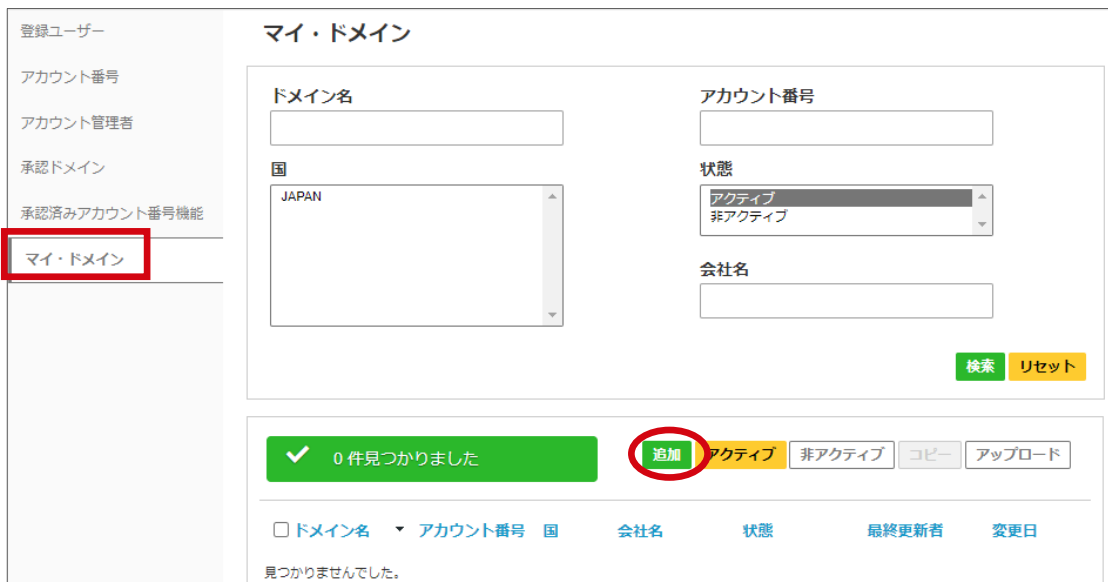 登録ユーザー
アカウント番号
アカウント管理者
承認ドメイン
承認済みアカウント番号機能
マイ・ドメイン
マイ・ドメイン
ドメイン名
アカウント番号
国
状態
JAPAN
アクティブ
非アクティブ
会社名
検索 リセット
0 件見つかりました
追加 アクティブ 非アクティブ コピー アップロード
ドメイン名 アカウント番号 国 会社名 状態 最終更新者 変更日
見つかりませんでした。